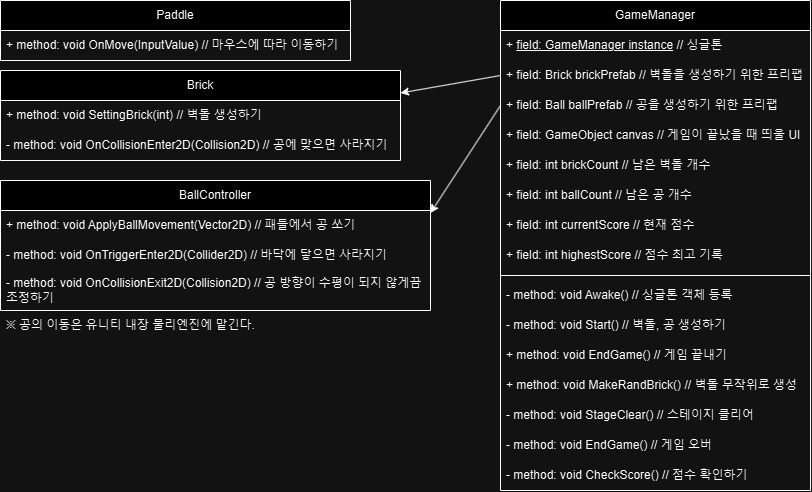 Paddle
+ method: void OnMove(InputValue) // 마우스에 따라 이동하기
Brick
+ method: void SettingBrick(int) // 벽돌 생성하기
- method: void OnCollisionEnter2D(Collision2D) // 공에 맞으면 사라지기
BallController
+ method: void ApplyBallMovement(Vector2D) // 패들에서 공 쏘기
- method: void OnTriggerEnter2D(Collider2D) // 바닥에 닿으면 사라지기
- method: void OnCollisionExit2D(Collision2D) // 공 방향이 수평이 되지 않게끔
조정하기
※ 공의 이동은 유니티 내장 물리엔진에 맡긴다.
GameManager
+ field: GameManager instance // 싱글톤
+ field: Brick brickPrefab // 벽돌을 생성하기 위한 프리팹
+ field: Ball ballPrefab // 공을 생성하기 위한 프리팹
+ field: GameObject canvas // 게임이 끝났을 때 띄울 UI
+ field: int brickCount // 남은 벽돌 개수
+ field: int ballCount // 남은 공 개수
+ field: int currentScore // 현재 점수
+ field: int highestScore // 점수 최고 기록
- method: void Awake() // 싱글톤 객체 등록
- method: void Start() // 벽돌, 공 생성하기
+ method: void EndGame() // 게임 끝내기
+ method: void MakeRandBrick() // 벽돌 무작위로 생성
- method: void StageClear() // 스테이지 클리어
- method: void EndGame() // 게임 오버
- method: void CheckScore() // 점수 확인하기